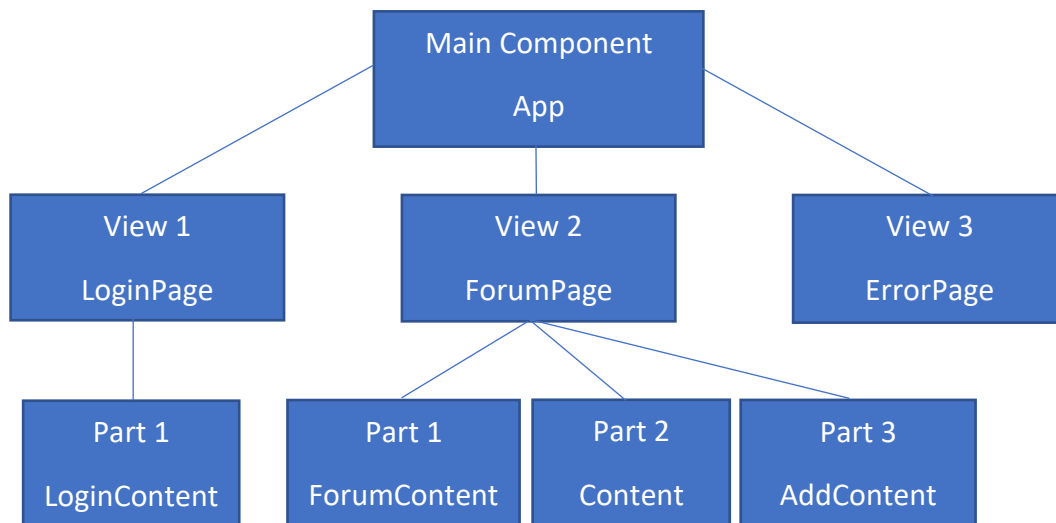 Main Component
App
View 1
LoginPage
View 2
ForumPage
View 3
ErrorPage
Part 1
LoginContent
Part 1
ForumContent
Part 2
Content
Part 3
AddContent